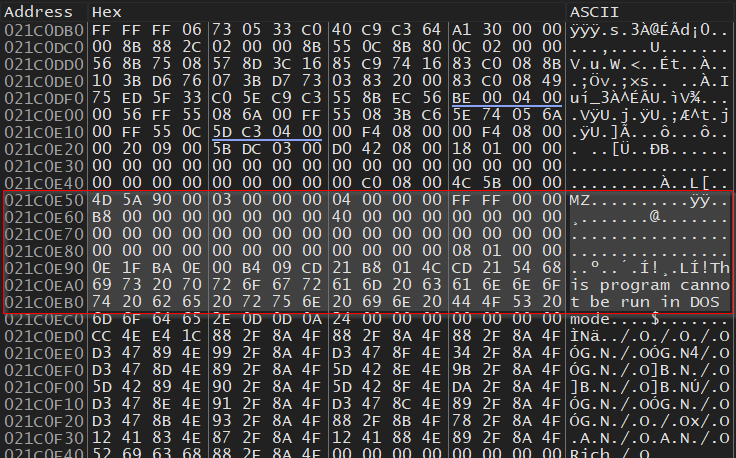 Address Hex ASCII
021C0DB0 FF FF FF 06 73 05 33 C0 40 C9 C3 64 A1 30 00 00 ÿÿÿ.s.3À@ÉÃd¡0..
021C0DC0 00 8B 88 2C 02 00 00 8B 55 0C 8B 80 0C 02 00 00 ...,....U.......
021C0DD0 56 8B 75 08 57 8D 3C 16 85 C9 74 16 83 C0 08 8B V.u.W.<..Ét..À..
021C0DE0 10 3B D6 76 07 3B D7 73 03 83 20 00 83 C0 08 49 .;Öv.;×s.. ..À.I
021C0DF0 75 ED 5F 33 C0 5E C9 C3 55 8B EC 56 BE 00 04 00 uí_3À^ÉÃU.ìV¾...
021C0E00 00 56 FF 55 08 6A 00 FF 55 08 3B C6 5E 74 05 6A .VÿU.j.ÿU.;Æ^t.j
021C0E10 00 FF 55 0C 5D C3 04 00 00 F4 08 00 00 F4 08 00 .ÿU.]Ã...ô...ô..
021C0E20 00 20 09 00 5B DC 03 00 D0 42 08 00 18 01 00 00 . ..[Ü..ÐB......
021C0E30 00 00 00 00 00 00 00 00 00 00 00 00 00 00 00 00 ................
021C0E40 00 00 00 00 00 00 00 00 00 C0 08 00 4C 5B 00 00 .........À..L[..
021C0E50 4D 5A 90 00 03 00 00 00 04 00 00 00 FF FF 00 00 MZ..........ÿÿ..
021C0E60 B8 00 00 00 00 00 00 00 40 00 00 00 00 00 00 00 ¸.......@.......
021C0E70 00 00 00 00 00 00 00 00 00 00 00 00 00 00 00 00 ................
021C0E80 00 00 00 00 00 00 00 00 00 00 00 00 08 01 00 00 ................
021C0E90 0E 1F BA 0E 00 B4 09 CD 21 B8 01 4C CD 21 54 68 ..º..´.Í!¸.LÍ!Th
021C0EA0 69 73 20 70 72 6F 67 72 61 6D 20 63 61 6E 6E 6F is program canno
021C0EB0 74 20 62 65 20 72 75 6E 20 69 6E 20 44 4F 53 20 t be run in DOS
021C0EC0 6D 6F 64 65 2E 0D 0D 0A 24 00 00 00 00 00 00 00 mode....$.......
021C0ED0 CC 4E E4 1C 88 2F 8A 4F 88 2F 8A 4F 88 2F 8A 4F ÌNä../.O./.O./.O
021C0EE0 D3 47 89 4E 99 2F 8A 4F D3 47 8F 4E 34 2F 8A 4F ÓG.N./.OÓG.N4/.O
021C0EF0 D3 47 8D 4E 89 2F 8A 4F 5D 42 8E 4E 9B 2F 8A 4F ÓG.N./.O]B.N./.O
021C0F00 5D 42 89 4E 90 2F 8A 4F 5D 42 8F 4E DA 2F 8A 4F ]B.N./.O]B.NÚ/.O
021C0F10 D3 47 8E 4E 81 2F 8A 4F D3 47 8C 4E 89 2F 8A 4F ÓG.N./.OÓG.N./.O
021C0F20 D3 47 8B 4E 93 2F 8A 4F 88 2F 8B 4F 78 2F 8A 4F ÓG.N./.O./.Ox/.O
021C0F30 12 41 83 4E 87 2F 8A 4F 12 41 88 4E 89 2F 8A 4F .A.N./.O.A.N./.O
021C0F40 52 69 63 68 88 2F 8A 4F 00 00 00 00 00 00 00 00 Rich./.O........